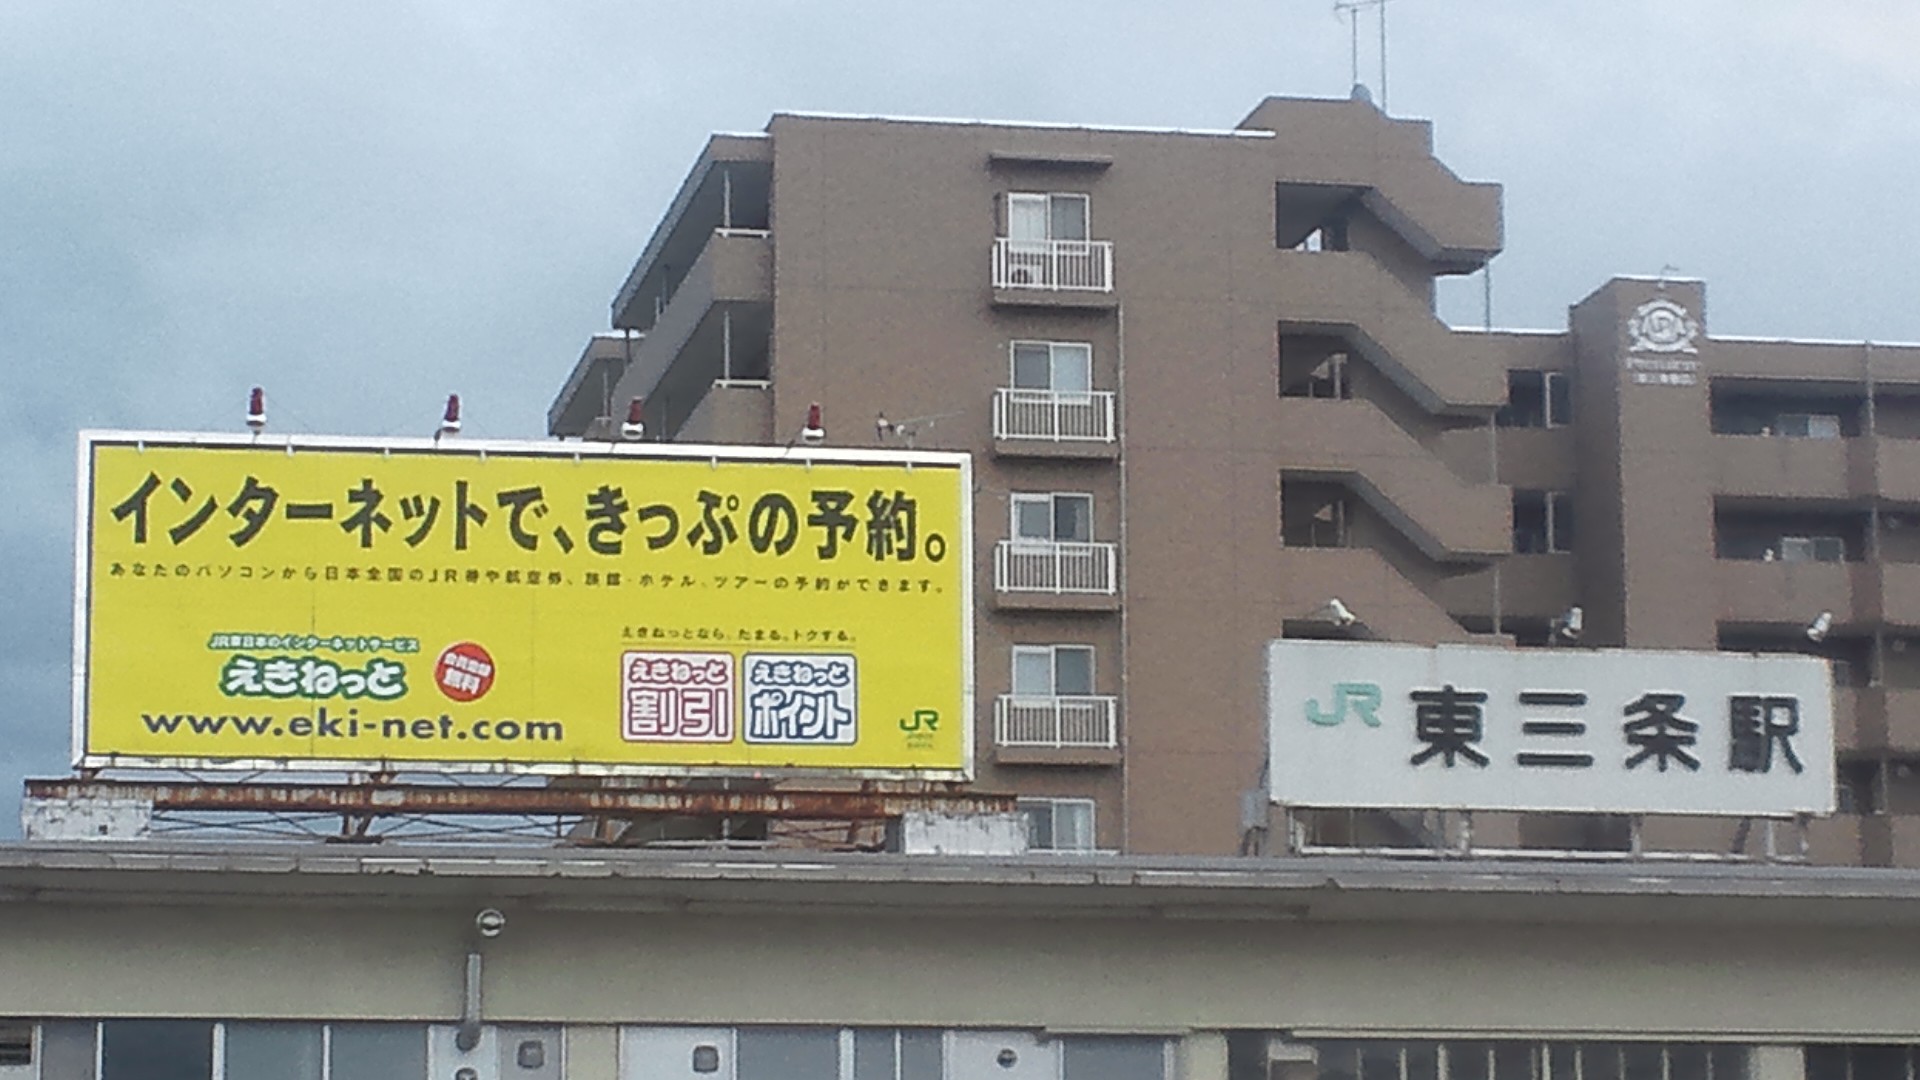 インターネットで、きっぷの予約。
あなたのパソコンから日本全国のJR券や航空券、旅館・ホテル、ツアーの予約ができます。
JR東日本のインターネットサービス
えきねっと
会員登録
無料
www.eki-net.com
えきねっとなら、たまる。トクする。
えきねっと
割引
えきねっと
ポイント
JR
JR 東三条駅